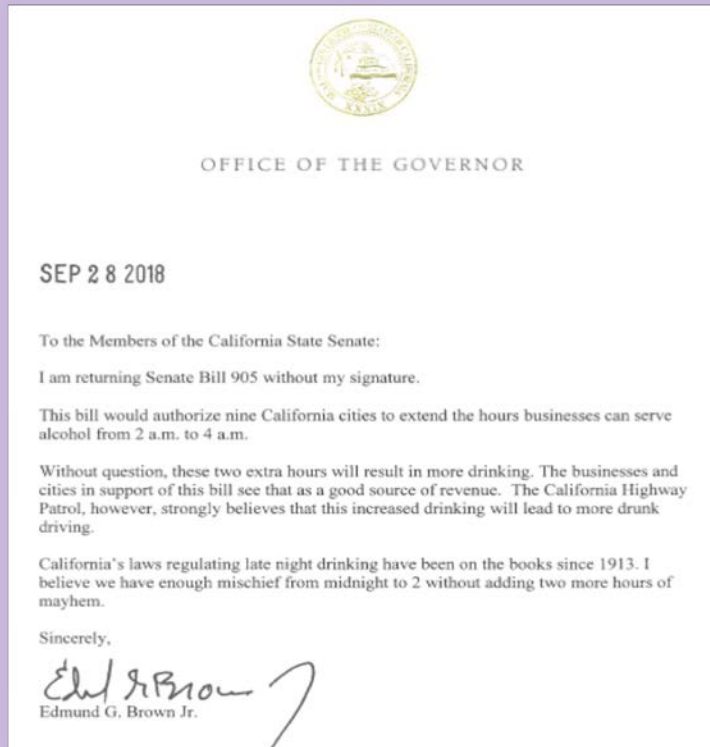 OFFICE OF THE GOVERNOR
SEP 28 2018
To the Members of the California State Senate:
I am returning Senate Bill 905 without my signature.
This bill would authorize nine California cities to extend the hours businesses can serve
alcohol from 2 a.m. to 4 a.m.
Without question, these two extra hours will result in more drinking. The businesses and
cities in support of this bill see that as a good source of revenue. The California Highway
Patrol, however, strongly believes that this increased drinking will lead to more drunk
driving.
California's laws regulating late night drinking have been on the books since 1913. I
believe we have enough mischief from midnight to 2 without adding two more hours of
mayhem.
Sincerely,
Edmund G. Brown Jr.